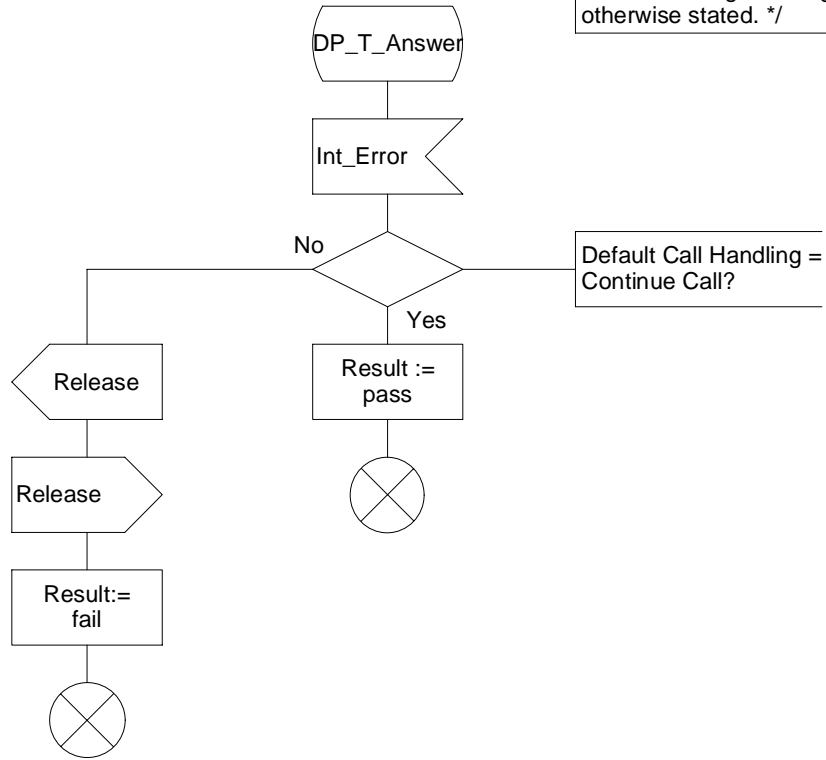 otherwise stated. */
DP_T_Answer
Int_Error
No
Default Call Handling =
Continue Call?
Yes
Release
Result :=
pass
Release
Result:=
fail